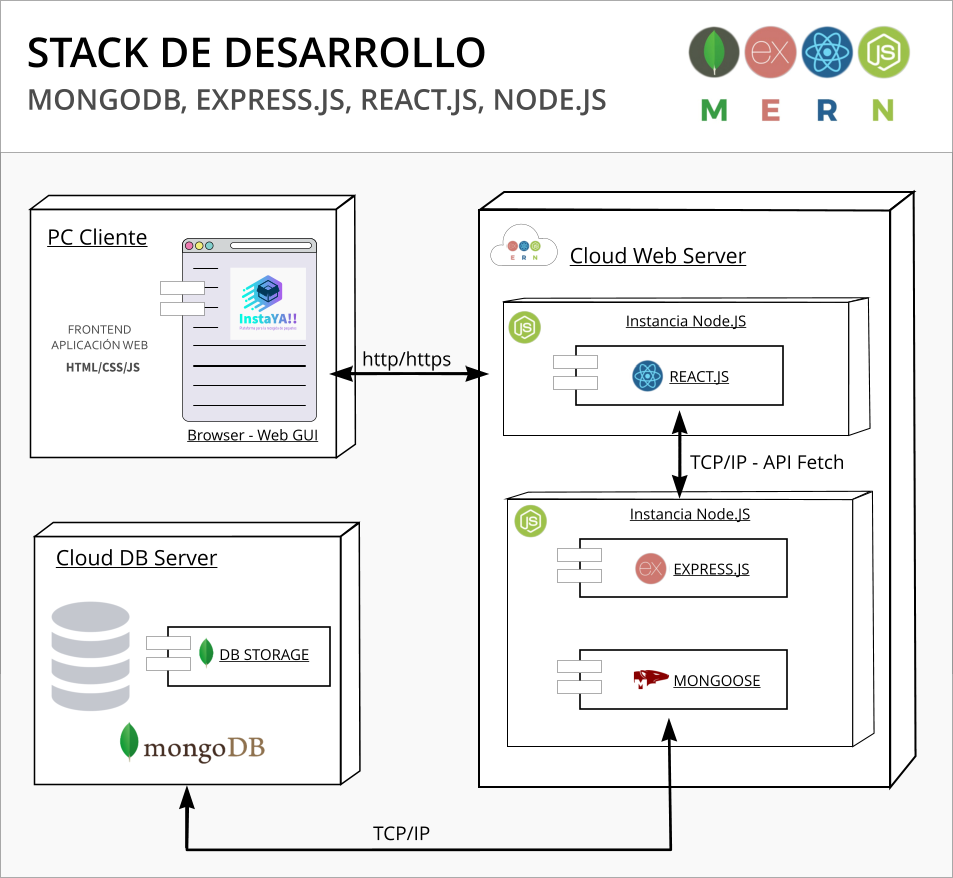 STACK DE DESARROLLO
MONGODB, EXPRESS.JS, REACT.JS, NODE.JS
ex
JS
M E R N
PC Cliente
InstaYA!!
FRONTEND
APLICACIÓN WEB
HTML/CSS/JS
Browser - Web GUI
http/https
E R N
Cloud Web Server
JS
Instancia Node.JS
REACT.JS
TCP/IP - API Fetch
JS
Instancia Node.JS
ex
EXPRESS.JS
MONGOOSE
Cloud DB Server
DB STORAGE
mongoDB
TCP/IP